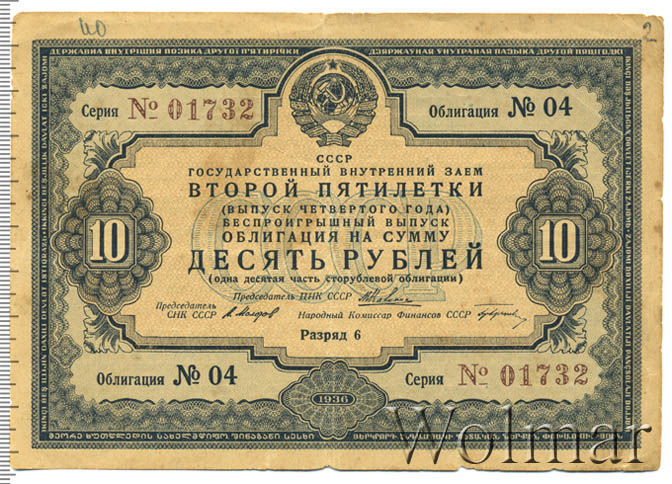 40
2
ДЕРЖАВНА ВНУТРІШНЯ ПОЗИКА ДРУГОЇ П'ЯТИРІЧКИ
ДЗЯРЖАЎНАЯ УНУТРАНАЯ ПАЗЫКА ДРУГОЙ ПЯЦІГОДКІ
Серия № 01732
Облигация № 04
СССР
ГОСУДАРСТВЕННЫЙ ВНУТРЕННИЙ ЗАЕМ
ВТОРОЙ ПЯТИЛЕТКИ
(ВЫПУСК ЧЕТВЕРТОГО ГОДА)
БЕСПРОИГРЫШНЫЙ ВЫПУСК
ОБЛИГАЦИЯ НА СУММУ
10
ДЕСЯТЬ РУБЛЕЙ
10
(одна десятая часть сторублевой облигации)
Председатель ЦИК СССР
Председатель
СНК СССР
Народный Комиссар Финансов СССР
Разряд 6
Облигация № 04
Серия № 01732
1936
Wolmar